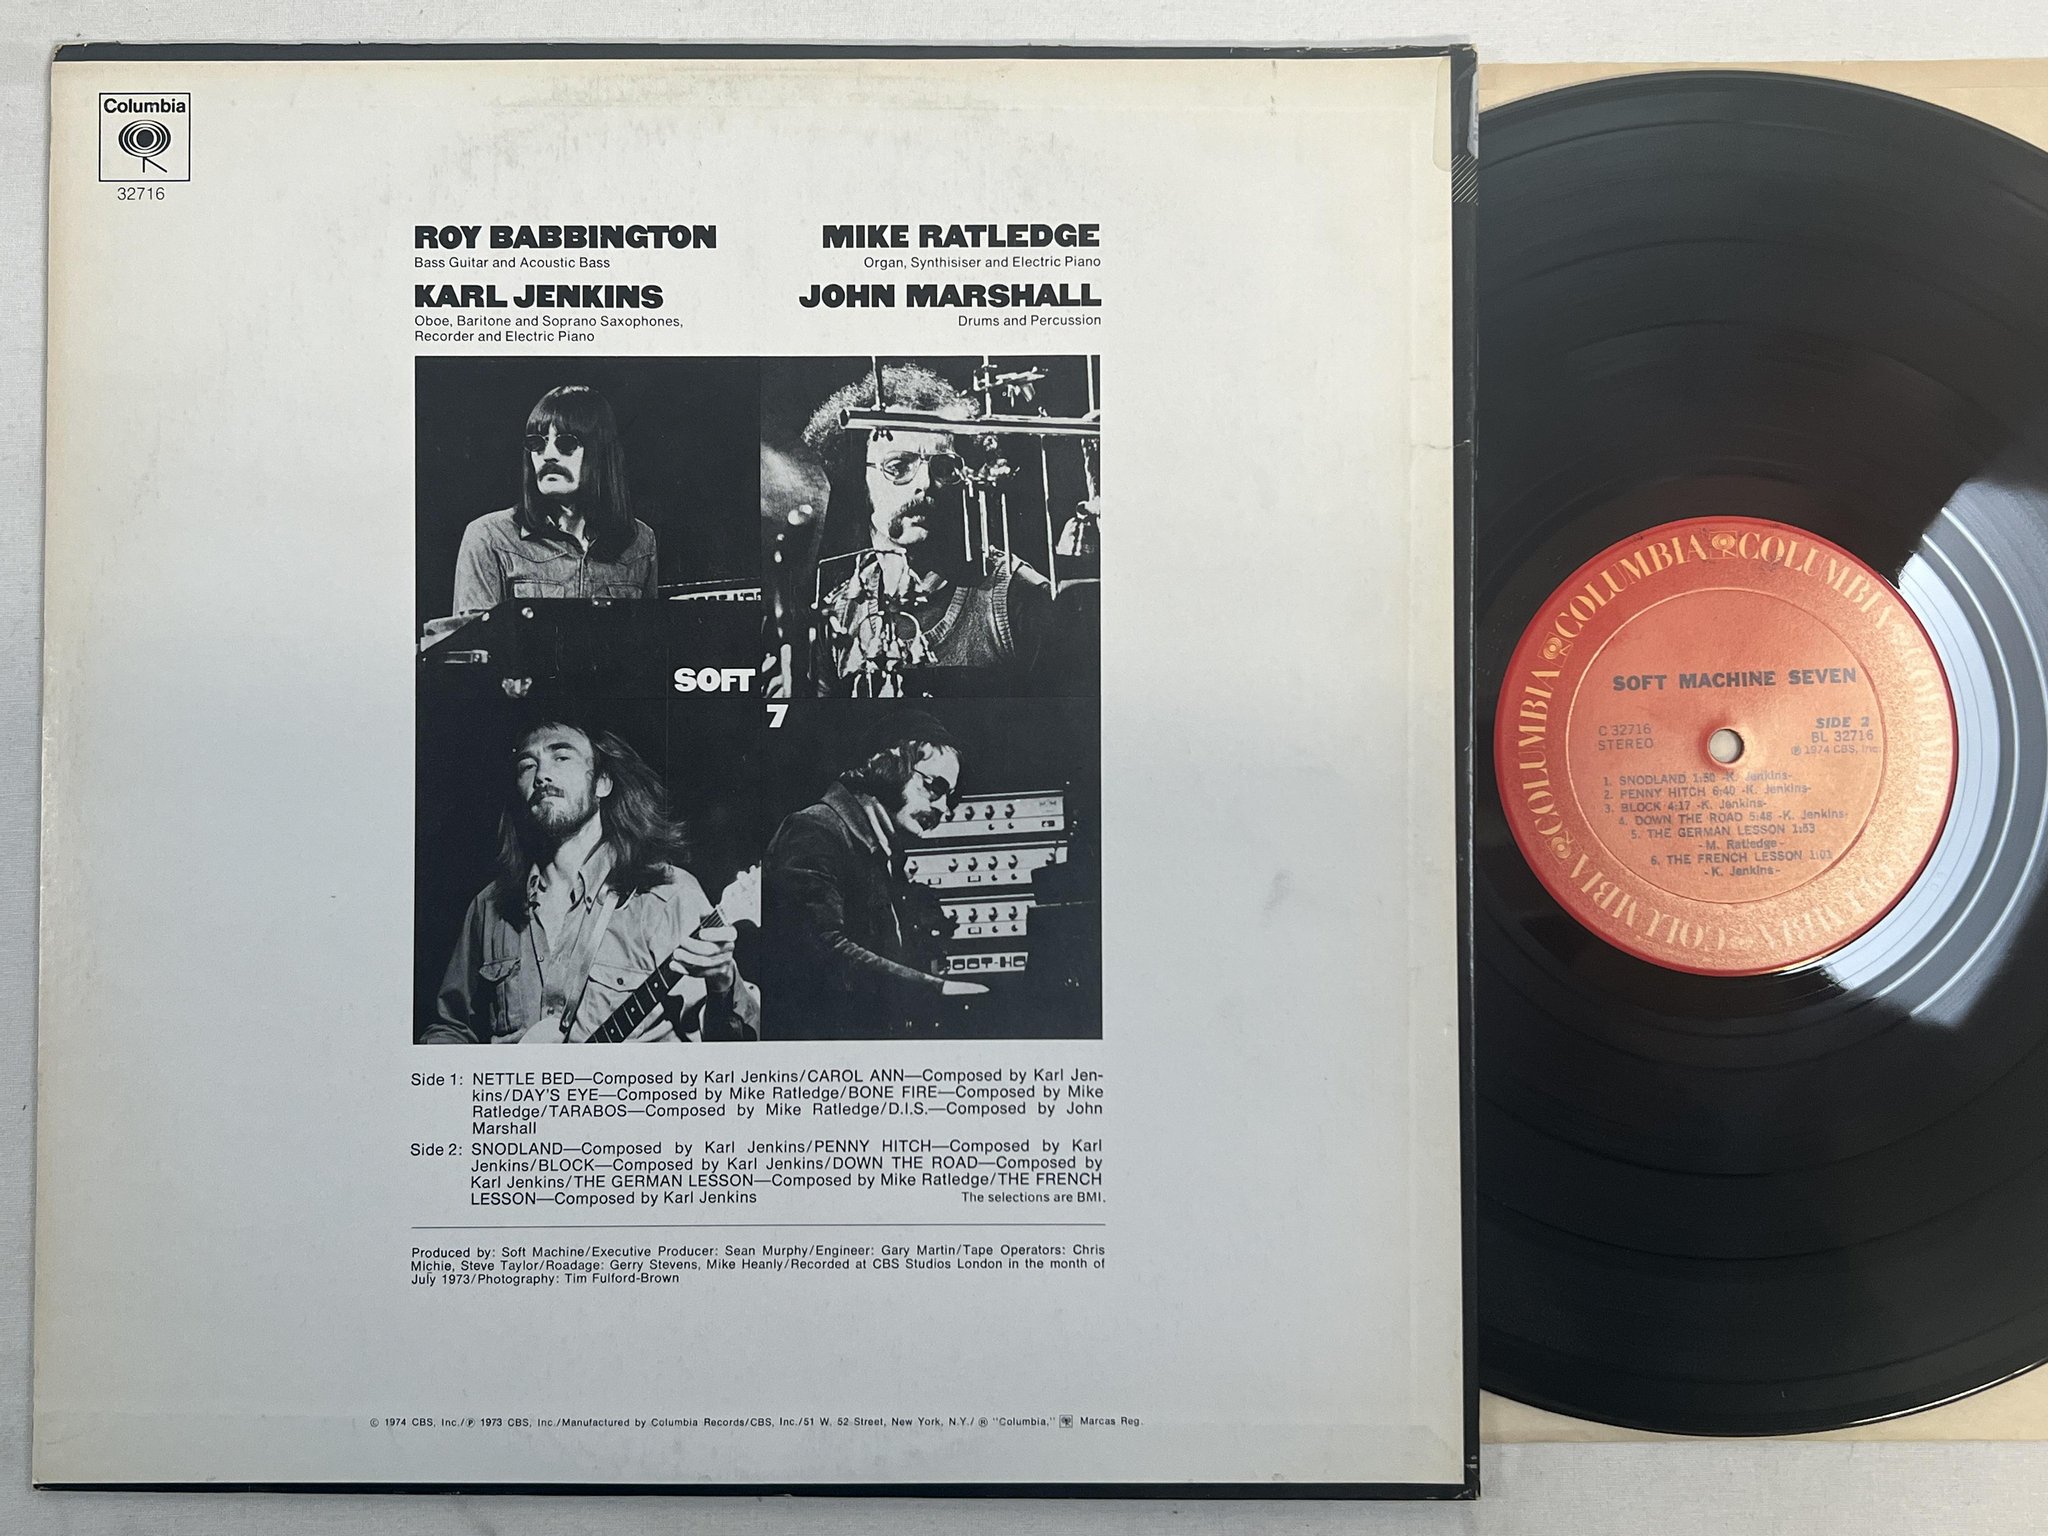 Columbia
32716
ROY BABBINGTON
Bass Guitar and Acoustic Bass
MIKE RATLEDGE
Organ, Synthisiser and Electric Piano
KARL JENKINS
Oboe, Baritone and Soprano Saxophones,
Recorder and Electric Piano
JOHN MARSHALL
Drums and Percussion
SOFT
7
Side 1: NETTLE BED—Composed by Karl Jenkins/CAROL ANN—Composed by Karl Jen-
kins/DAY'S EYE—Composed by Mike Ratledge/BONE FIRE—Composed by Mike
Ratledge/TARABOS—Composed by Mike Ratledge/D.I.S.—Composed by John
Marshall
Side 2: SNODLAND—Composed by Karl Jenkins/PENNY HITCH—Composed by Karl
Jenkins/BLOCK—Composed by Karl Jenkins/DOWN THE ROAD—Composed by
Karl Jenkins/THE GERMAN LESSON—Composed by Mike Ratledge/THE FRENCH
LESSON—Composed by Karl Jenkins The selections are BMI.
Produced by: Soft Machine/Executive Producer: Sean Murphy/Engineer: Gary Martin/Tape Operators: Chris
Michie, Steve Taylor/Roadage: Gerry Stevens, Mike Heanly/Recorded at CBS Studios London in the month of
July 1973/Photography: Tim Fulford-Brown
© 1974 CBS, Inc./℗ 1973 CBS, Inc./Manufactured by Columbia Records/CBS, Inc./51 W. 52 Street, New York, N.Y./® "Columbia," Marcas Reg.
COLUMBIA COLUMBIA COLUMBIA COLUMBIA COLUMBIA COLUMBIA
SOFT MACHINE SEVEN
C 32716
STEREO
SIDE 2
BL 32716
℗ 1974 CBS, Inc.
1. SNODLAND 1:50 -K. Jenkins-
2. PENNY HITCH 6:40 -K. Jenkins-
3. BLOCK 4:17 -K. Jenkins-
4. DOWN THE ROAD 5:48 -K. Jenkins-
5. THE GERMAN LESSON 1:53
-M. Ratledge-
6. THE FRENCH LESSON 1:01
-K. Jenkins-